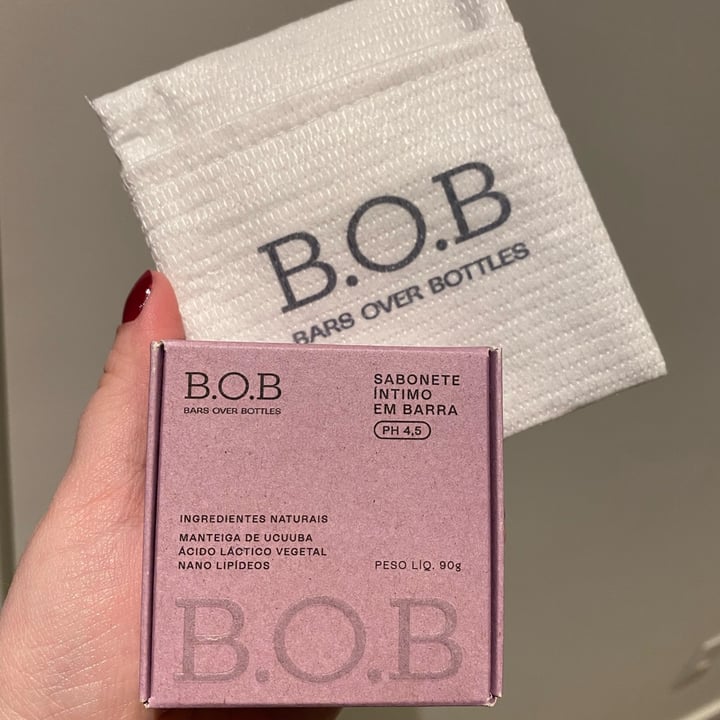 B.O.B
BARS OVER BOTTLES
B.O.B
BARS OVER BOTTLES
SABONETE
ÍNTIMO
EM BARRA
PH 4,5
INGREDIENTES NATURAIS
MANTEIGA DE UCUUBA
ÁCIDO LÁCTICO VEGETAL
NANO LIPÍDEOS
PESO LÍQ. 90g
B.O.B